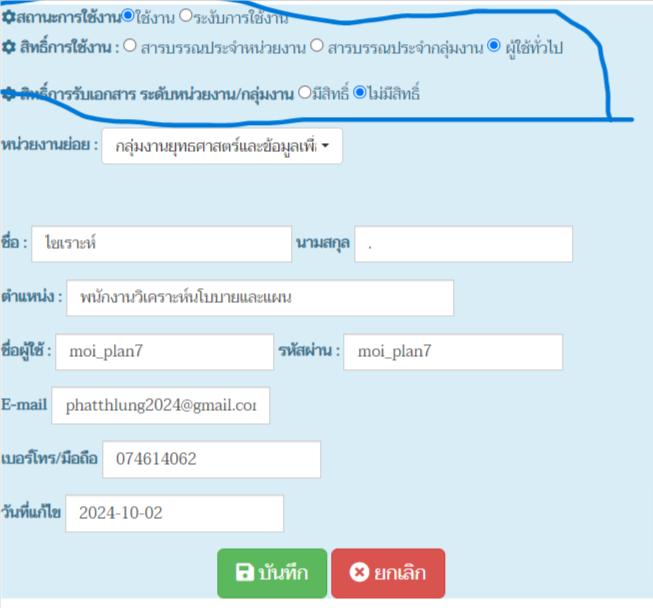 สถานะการใช้งาน ใช้งาน ระงับการใช้งาน
สิทธิ์การใช้งาน : สารบรรณประจำหน่วยงาน สารบรรณประจำกลุ่มงาน ผู้ใช้ทั่วไป
สิทธิ์การรับเอกสาร ระดับหน่วยงาน/กลุ่มงาน มีสิทธิ์ ไม่มีสิทธิ์
หน่วยงานย่อย : กลุ่มงานยุทธศาสตร์และข้อมูลเพื่
ชื่อ : ไซเราะห์ นามสกุล .
ตำแหน่ง : พนักงานวิเคราะห์นโบบายและแผน
ชื่อผู้ใช้ : moi_plan7 รหัสผ่าน : moi_plan7
E-mail phatthlung2024@gmail.cor
เบอร์โทร/มือถือ 074614062
วันที่แก้ไข 2024-10-02
บันทึก ยกเลิก